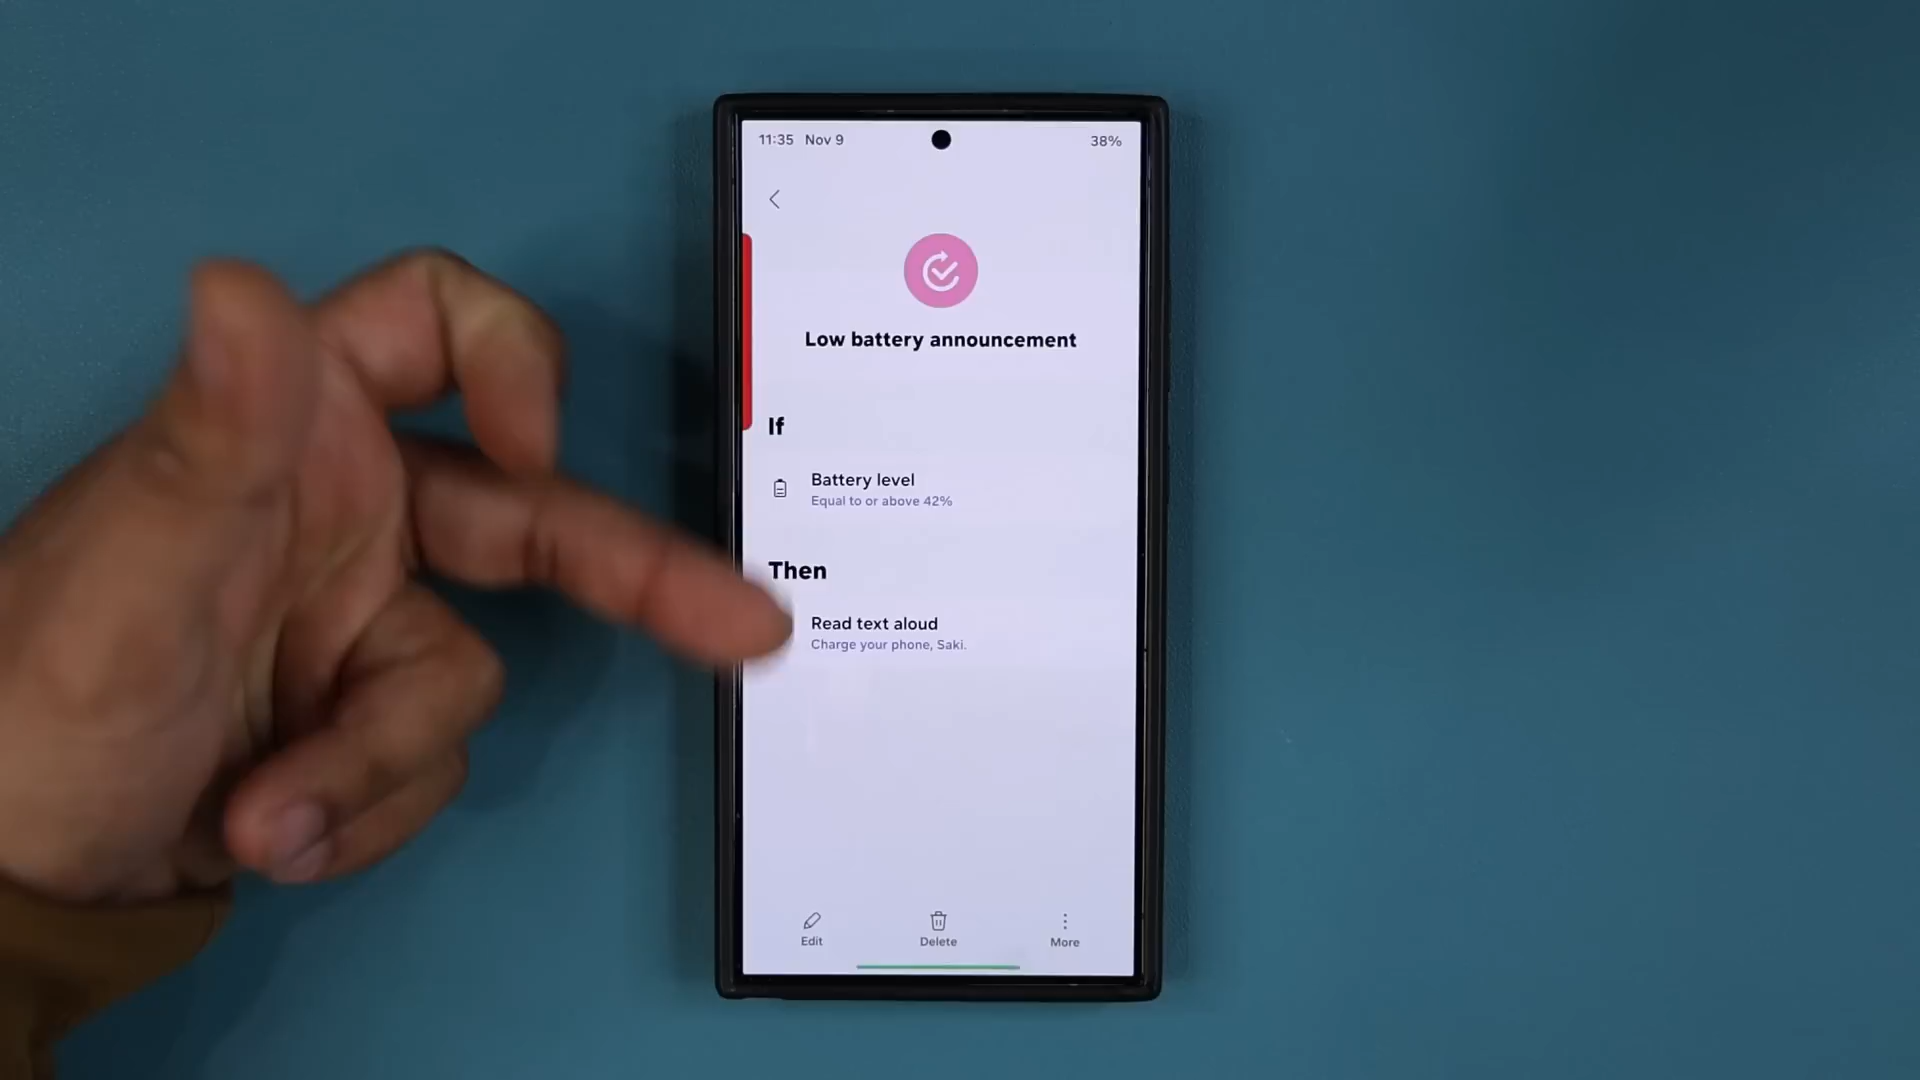 11:35 Nov 9
38%
Low battery announcement
If
Battery level
Equal to or above 42%
Then
Read text aloud
Charge your phone, Saki.
Edit
Delete
More